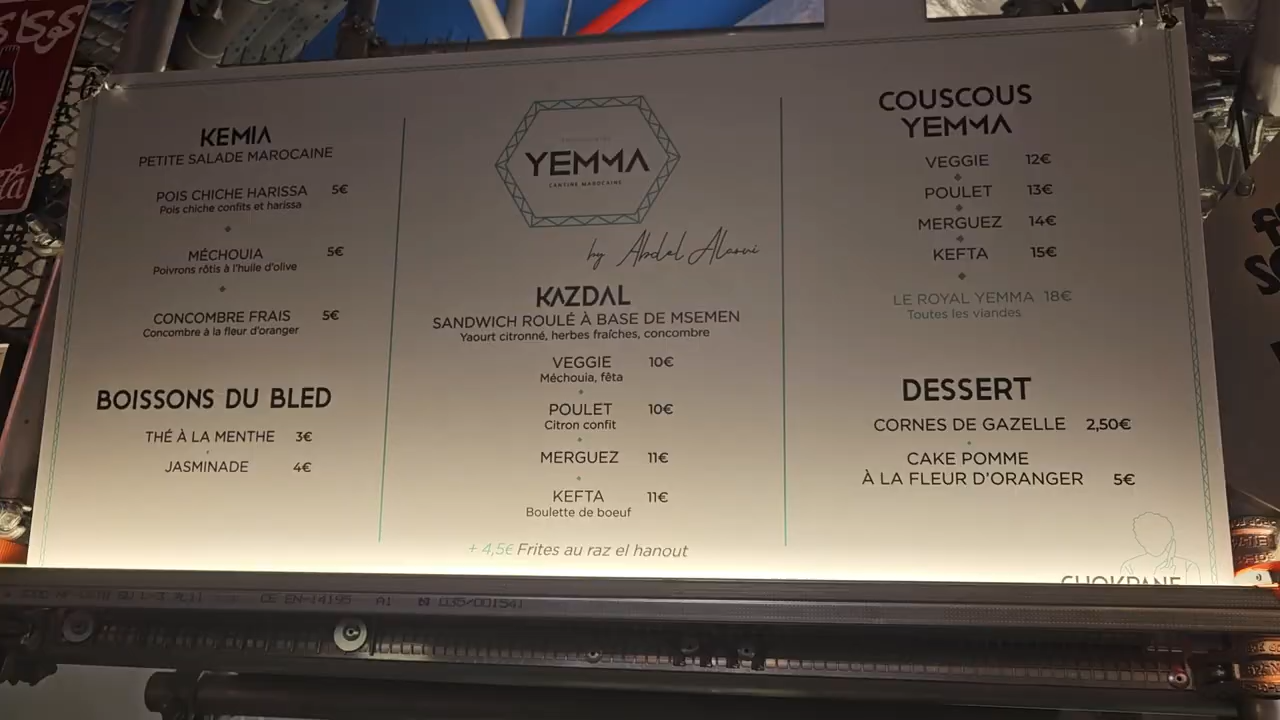 KEMIA
PETITE SALADE MAROCAINE
POIS CHICHE HARISSA 5€
Pois chiche confits et harissa
MÉCHOUIA 5€
Poivrons rôtis à l'huile d'olive
CONCOMBRE FRAIS 5€
Concombre à la fleur d'oranger
BOISSONS DU BLED
THÉ À LA MENTHE 3€
JASMINADE 4€
YEMMA
CANTINE MAROCAINE
by Abdel Alaoui
KAZDAL
SANDWICH ROULÉ À BASE DE MSEMEN
Yaourt citronné, herbes fraîches, concombre
VEGGIE 10€
Méchouia, fêta
POULET 10€
Citron confit
MERGUEZ 11€
KEFTA 11€
Boulette de boeuf
+ 4,5€ Frites au raz el hanout
COUSCOUS
YEMMA
VEGGIE 12€
POULET 13€
MERGUEZ 14€
KEFTA 15€
LE ROYAL YEMMA 18€
Toutes les viandes
DESSERT
CORNES DE GAZELLE 2,50€
CAKE POMME
À LA FLEUR D'ORANGER 5€
CE EN-14195 A1